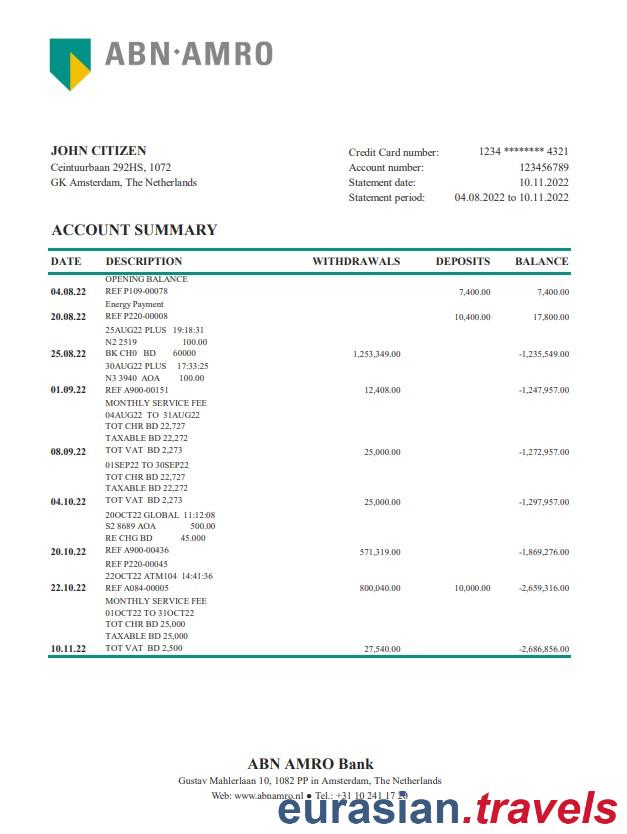 ABN·AMRO
JOHN CITIZEN
Ceintuurbaan 292HS, 1072
GK Amsterdam, The Netherlands
Credit Card number: 1234 ******** 4321
Account number: 123456789
Statement date: 10.11.2022
Statement period: 04.08.2022 to 10.11.2022
ACCOUNT SUMMARY
DATE DESCRIPTION WITHDRAWALS DEPOSITS BALANCE
OPENING BALANCE
04.08.22 REF P109-00078 7,400.00 7,400.00
Energy Payment
20.08.22 REF P220-00008 10,400.00 17,800.00
25AUG22 PLUS 19:18:31
N2 2519 100.00
25.08.22 BK CH0 BD 60000 1,253,349.00 -1,235,549.00
30AUG22 PLUS 17:33:25
N3 3940 AOA 100.00
01.09.22 REF A900-00151 12,408.00 -1,247,957.00
MONTHLY SERVICE FEE
04AUG22 TO 31AUG22
TOT CHR BD 22,727
TAXABLE BD 22,272
08.09.22 TOT VAT BD 2,273 25,000.00 -1,272,957.00
01SEP22 TO 30SEP22
TOT CHR BD 22,727
TAXABLE BD 22,272
04.10.22 TOT VAT BD 2,273 25,000.00 -1,297,957.00
20OCT22 GLOBAL 11:12:08
S2 8689 AOA 500.00
RE CHG BD 45.000
20.10.22 REF A900-00436 571,319.00 -1,869,276.00
REF P220-00045
22OCT22 ATM104 14:41:36
22.10.22 REF A084-00005 800,040.00 10,000.00 -2,659,316.00
MONTHLY SERVICE FEE
01OCT22 TO 31OCT22
TOT CHR BD 25,000
TAXABLE BD 25,000
10.11.22 TOT VAT BD 2,500 27,540.00 -2,686,856.00
ABN AMRO Bank
Gustav Mahlerlaan 10, 1082 PP in Amsterdam, The Netherlands
Web: www.abnamro.nl ● Tel.: +31 10 241 17 20
eurasian.travels